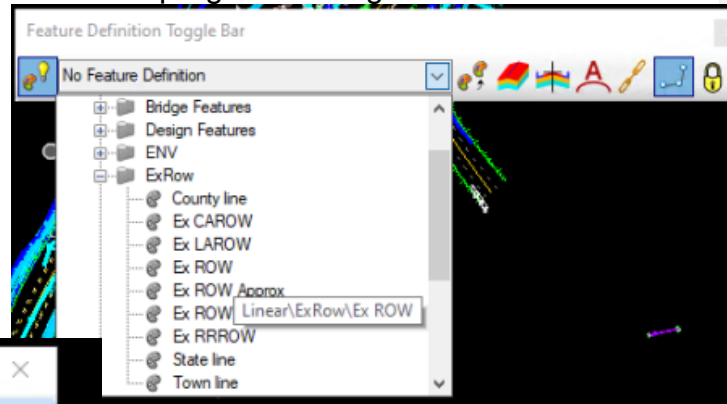 Feature Definition Toggle Bar
No Feature Definition
Bridge Features
Design Features
ENV
ExRow
County line
Ex CAROW
Ex LAROW
Ex ROW
Ex ROW Approx
Ex ROW
Linear\ExRow\Ex ROW
Ex RRROW
State line
Town line